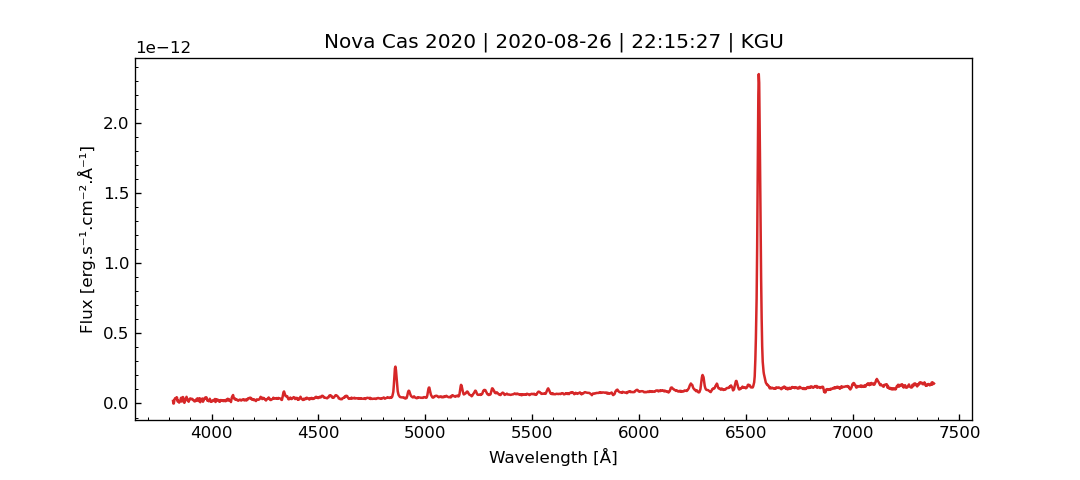 Nova Cas 2020 | 2020-08-26 | 22:15:27 | KGU
1e−12
2.0
1.5
1.0
0.5
0.0
Flux [erg.s⁻¹.cm⁻².Å⁻¹]
4000 4500 5000 5500 6000 6500 7000 7500
Wavelength [Å]